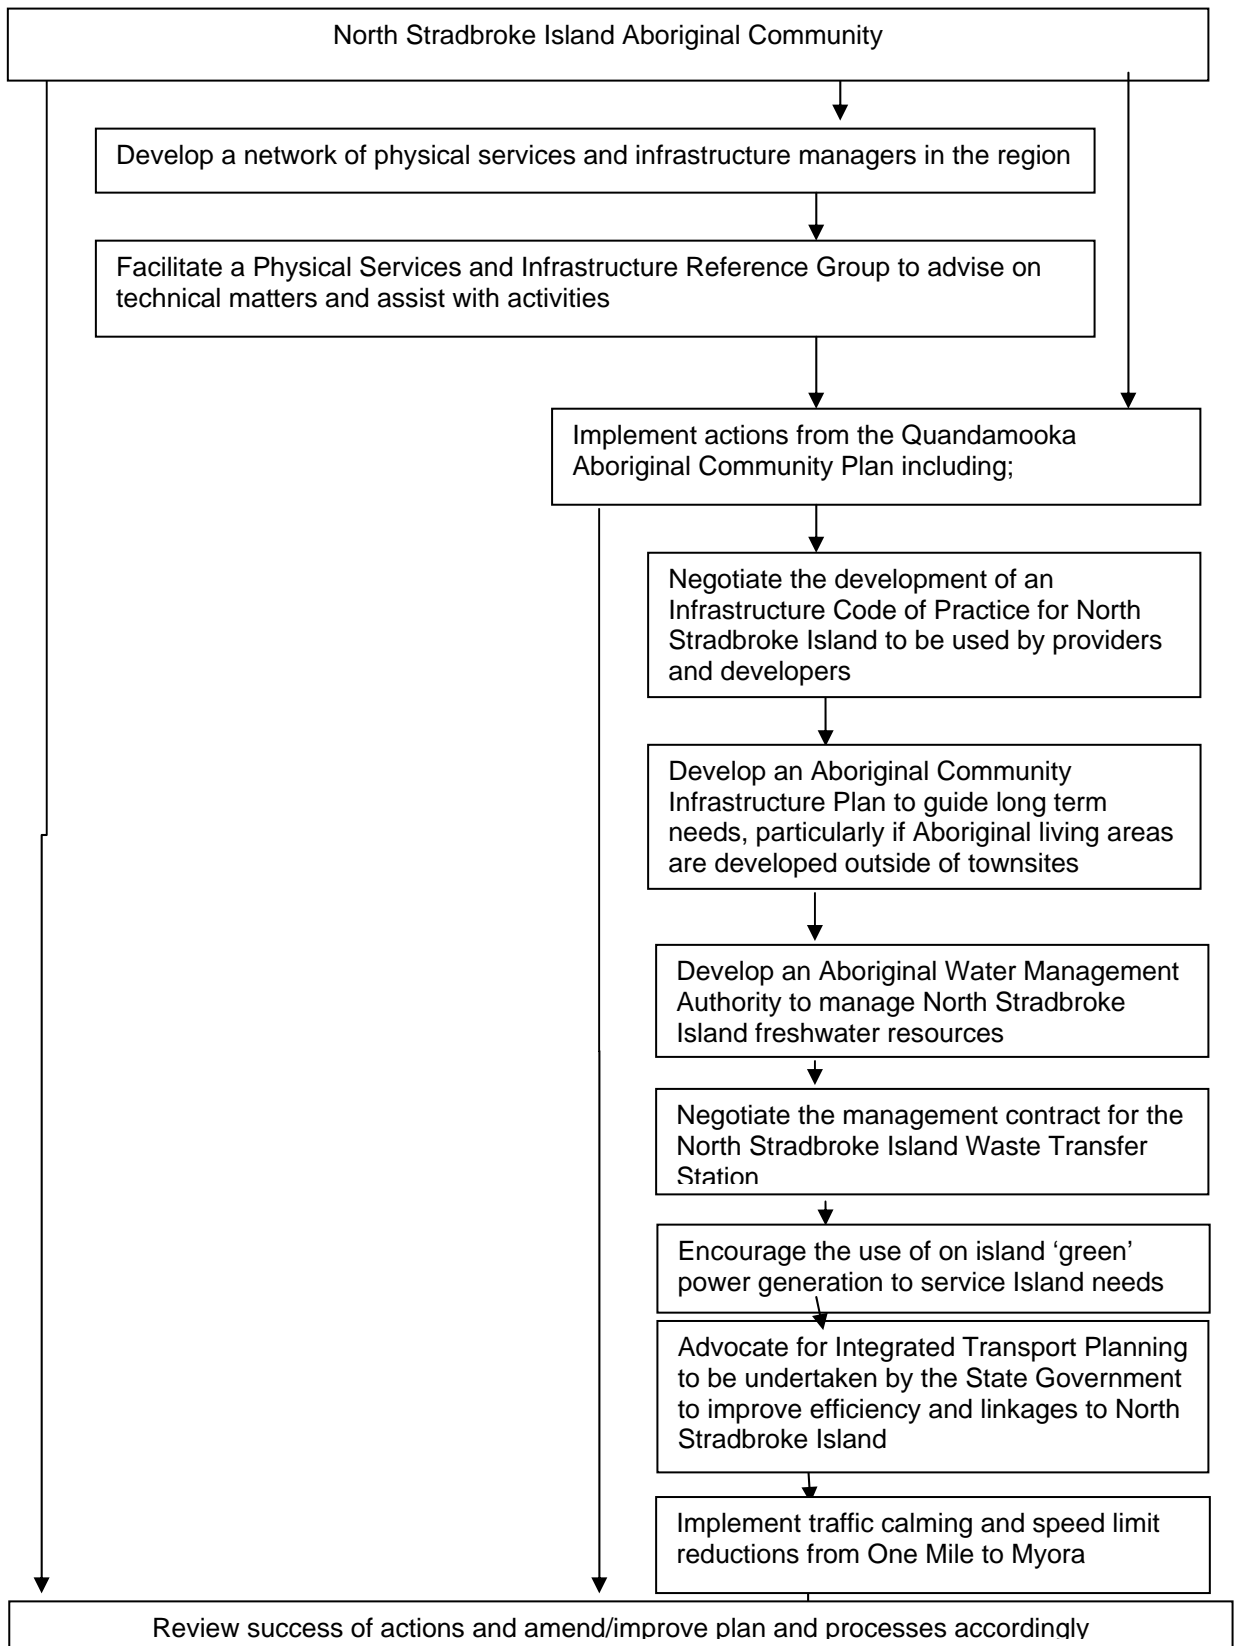 North Stradbroke Island Aboriginal Community
Develop a network of physical services and infrastructure managers in the region
Facilitate a Physical Services and Infrastructure Reference Group to advise on
technical matters and assist with activities
Implement actions from the Quandamooka
Aboriginal Community Plan including;
Negotiate the development of an
Infrastructure Code of Practice for North
Stradbroke Island to be used by providers
and developers
Develop an Aboriginal Community
Infrastructure Plan to guide long term
needs, particularly if Aboriginal living areas
are developed outside of townsites
Develop an Aboriginal Water Management
Authority to manage North Stradbroke
Island freshwater resources
Negotiate the management contract for the
North Stradbroke Island Waste Transfer
Station
Encourage the use of on island ‘green’
power generation to service Island needs
Advocate for Integrated Transport Planning
to be undertaken by the State Government
to improve efficiency and linkages to North
Stradbroke Island
Implement traffic calming and speed limit
reductions from One Mile to Myora
Review success of actions and amend/improve plan and processes accordingly